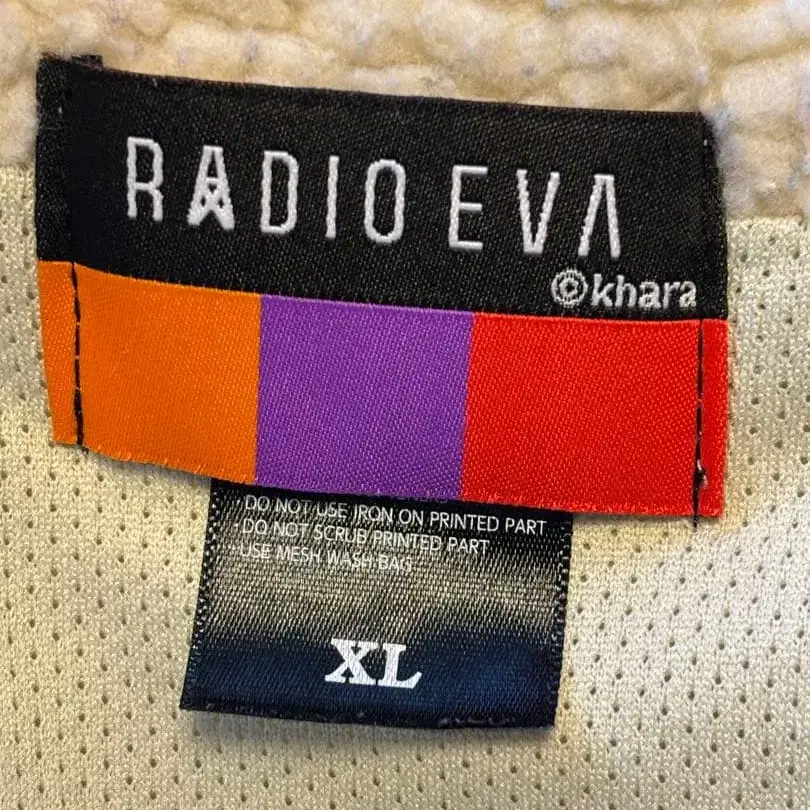 RADIO EVA
©khara
DO NOT USE IRON ON PRINTED PART
DO NOT SCRUB PRINTED PART
USE MESH WASH BAG
XL